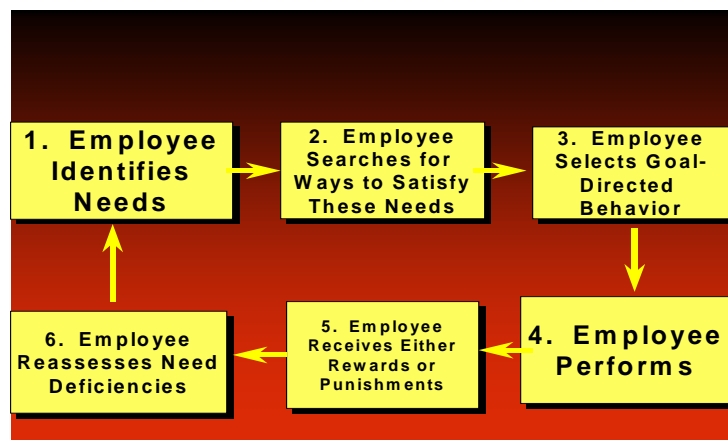 1. Employee
Identifies
Needs
2. Employee
Searches for
Ways to Satisfy
These Needs
3. Employee
Selects Goal-
Directed
Behavior
4. Employee
Performs
5. Employee
Receives Either
Rewards or
Punishments
6. Employee
Reassesses Need
Deficiencies